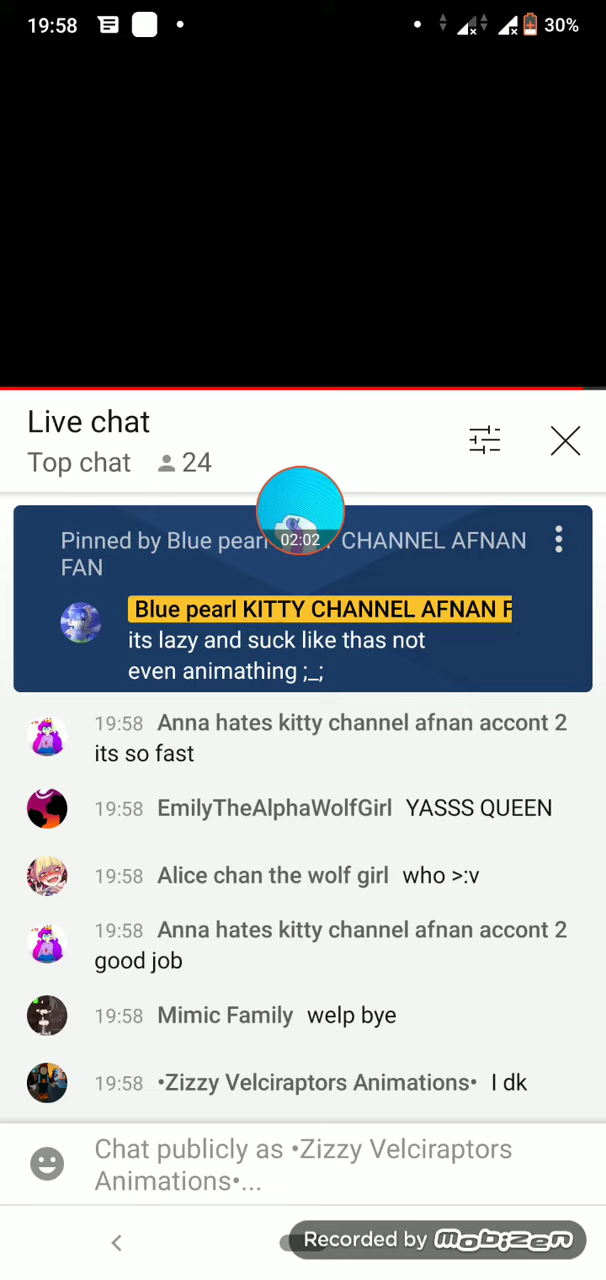 19:58
30%
Live chat
Top chat 24
Pinned by Blue pearl CHANNEL AFNAN
FAN
02:02
Blue pearl KITTY CHANNEL AFNAN F
its lazy and suck like thas not
even animathing ;_;
19:58 Anna hates kitty channel afnan accont 2
its so fast
19:58 EmilyTheAlphaWolfGirl YASSS QUEEN
19:58 Alice chan the wolf girl who >:v
19:58 Anna hates kitty channel afnan accont 2
good job
19:58 Mimic Family welp bye
19:58 •Zizzy Velciraptors Animations• I dk
Chat publicly as •Zizzy Velciraptors
Animations•...
Recorded by mobizen